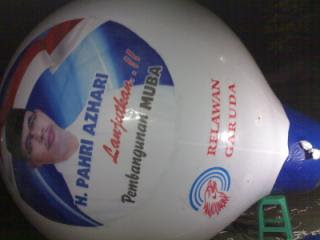 H. PAHRI AZHARI
Lanjutkan..!!
Pembangunan MUBA
RELAWAN
GARUDA